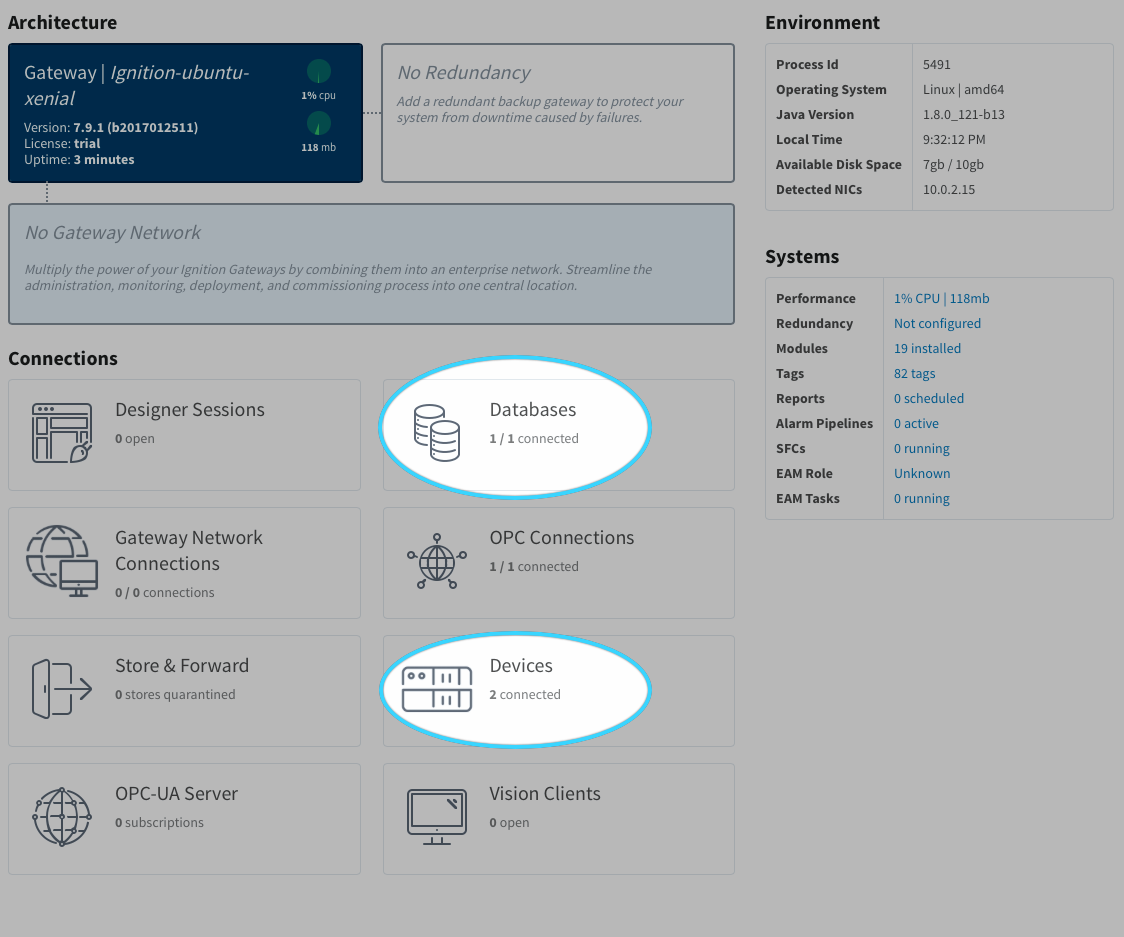 Architecture
Gateway | Ignition-ubuntu-
xenial
Version: 7.9.1 (b2017012511)
License: trial
Uptime: 3 minutes
1% cpu
118 mb
No Redundancy
Add a redundant backup gateway to protect your
system from downtime caused by failures.
No Gateway Network
Multiply the power of your Ignition Gateways by combining them into an enterprise network. Streamline the
administration, monitoring, deployment, and commissioning process into one central location.
Connections
Designer Sessions
0 open
Databases
1 / 1 connected
Gateway Network
Connections
0 / 0 connections
OPC Connections
1 / 1 connected
Store & Forward
0 stores quarantined
Devices
2 connected
OPC-UA Server
0 subscriptions
Vision Clients
0 open
Environment
Process Id 5491
Operating System Linux | amd64
Java Version 1.8.0_121-b13
Local Time 9:32:12 PM
Available Disk Space 7gb / 10gb
Detected NICs 10.0.2.15
Systems
Performance 1% CPU | 118mb
Redundancy Not configured
Modules 19 installed
Tags 82 tags
Reports 0 scheduled
Alarm Pipelines 0 active
SFCs 0 running
EAM Role Unknown
EAM Tasks 0 running